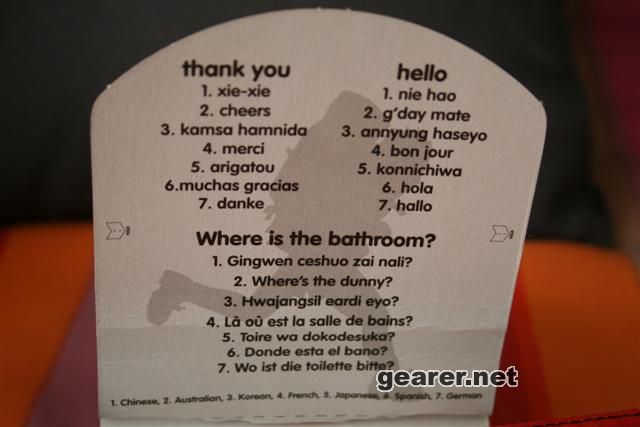 thank you
1. xie-xie
2. cheers
3. kamsa hamnida
4. merci
5. arigatou
6.muchas gracias
7. danke
hello
1. nie hao
2. g'day mate
3. annyung haseyo
4. bon jour
5. konnichiwa
6. hola
7. hallo
Where is the bathroom?
1. Gingwen ceshuo zai nali?
2. Where's the dunny?
3. Hwajangsil eardi eyo?
4. Là où est la salle de bains?
5. Toire wa dokodesuka?
6. Donde esta el bano?
7. Wo ist die toilette bitte?
gearer.net
1. Chinese, 2. Australian, 3. Korean, 4. French, 5. Japanese, 6. Spanish, 7. German